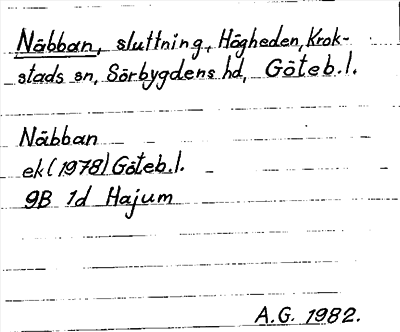 Näbban, sluttning, Högheden, Krok-
stads sn, Sörbygdens hd, Göteb. l.
Näbban
ek (1978) Göteb. l.
9B 1d Hajum
A.G. 1982.